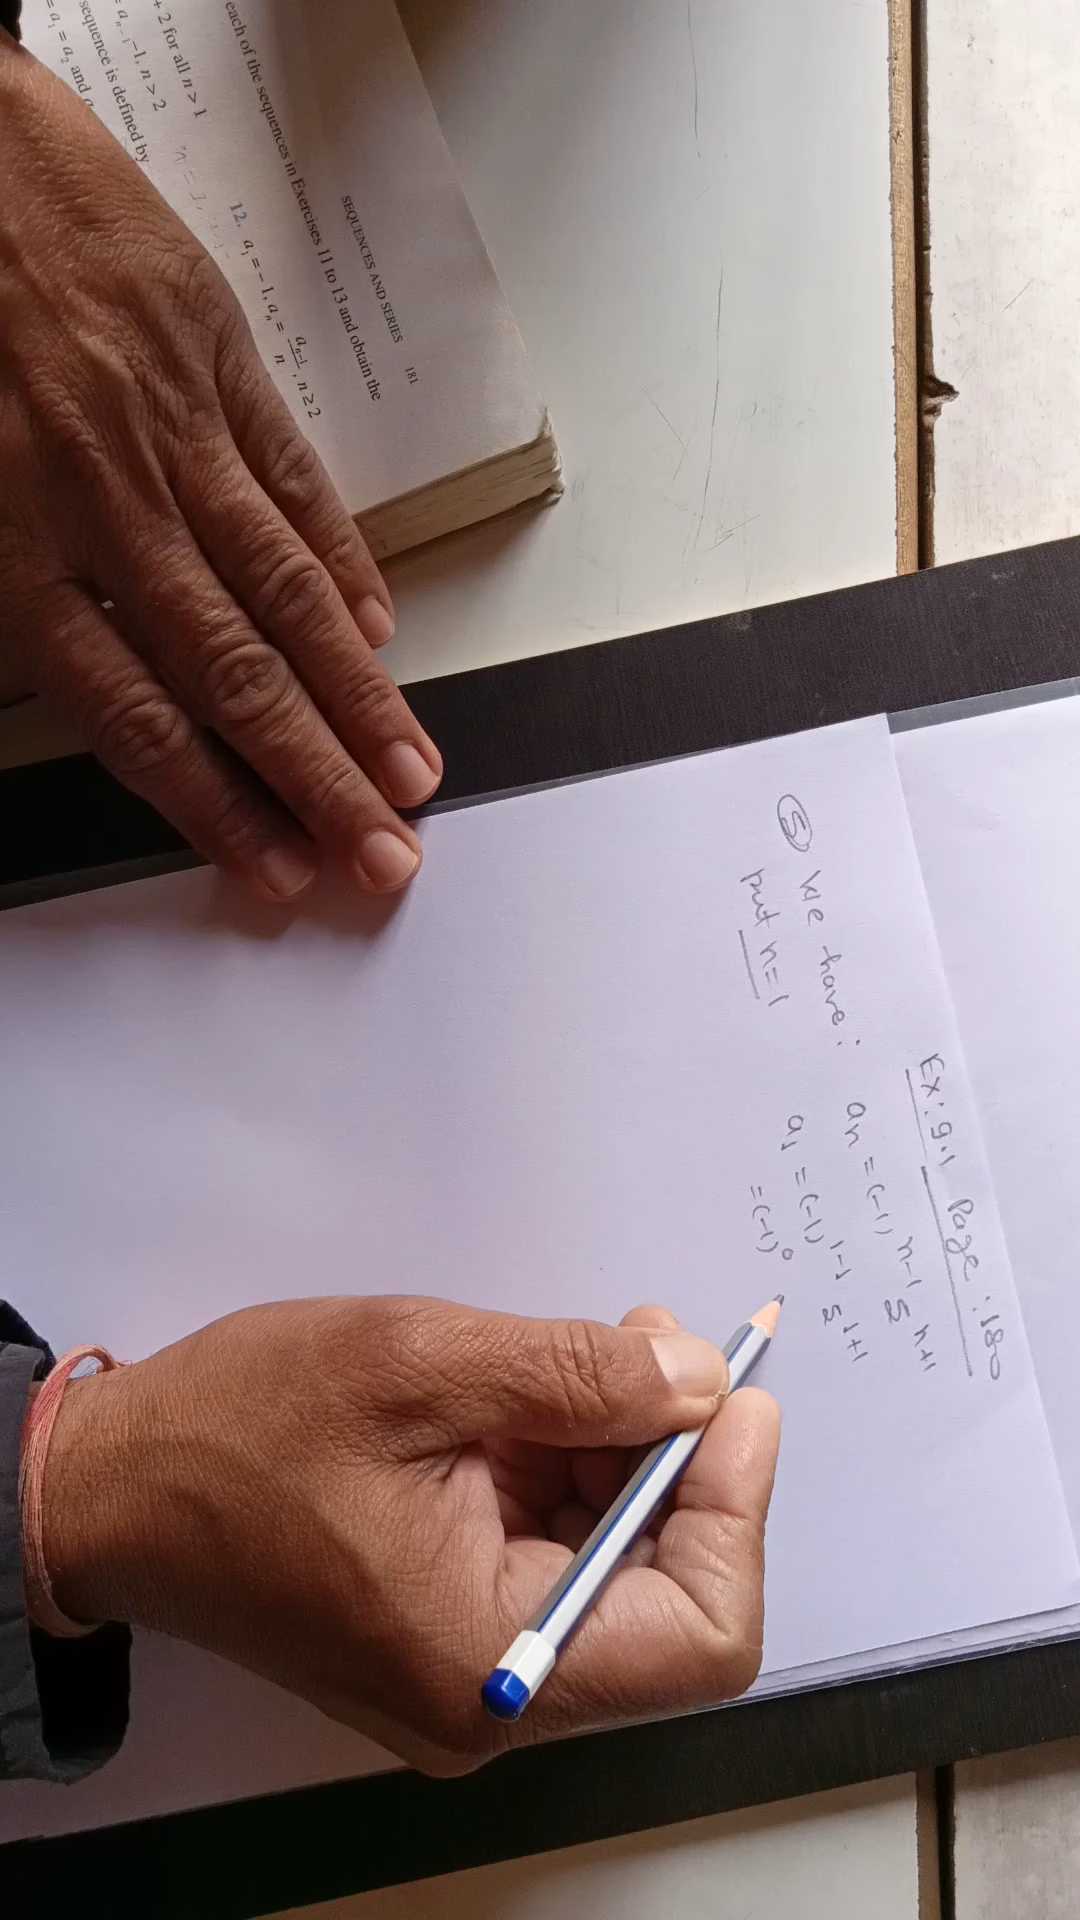 SEQUENCES AND SERIES 181
each of the sequences in Exercises 11 to 13 and obtain the
12. a₁ = – 1, aₙ = aₙ₋₁/n , n ≥ 2
+ 2 for all n > 1
= aₙ₋₁–1, n > 2
sequence is defined by
= a₁ = a₂ and
Ex: 9.1 Page: 180
⑤ We have: aₙ = (-1)ⁿ⁻¹ 5ⁿ⁺¹
put n=1 a₁ = (-1)¹⁻¹ 5¹⁺¹
= (-1)⁰